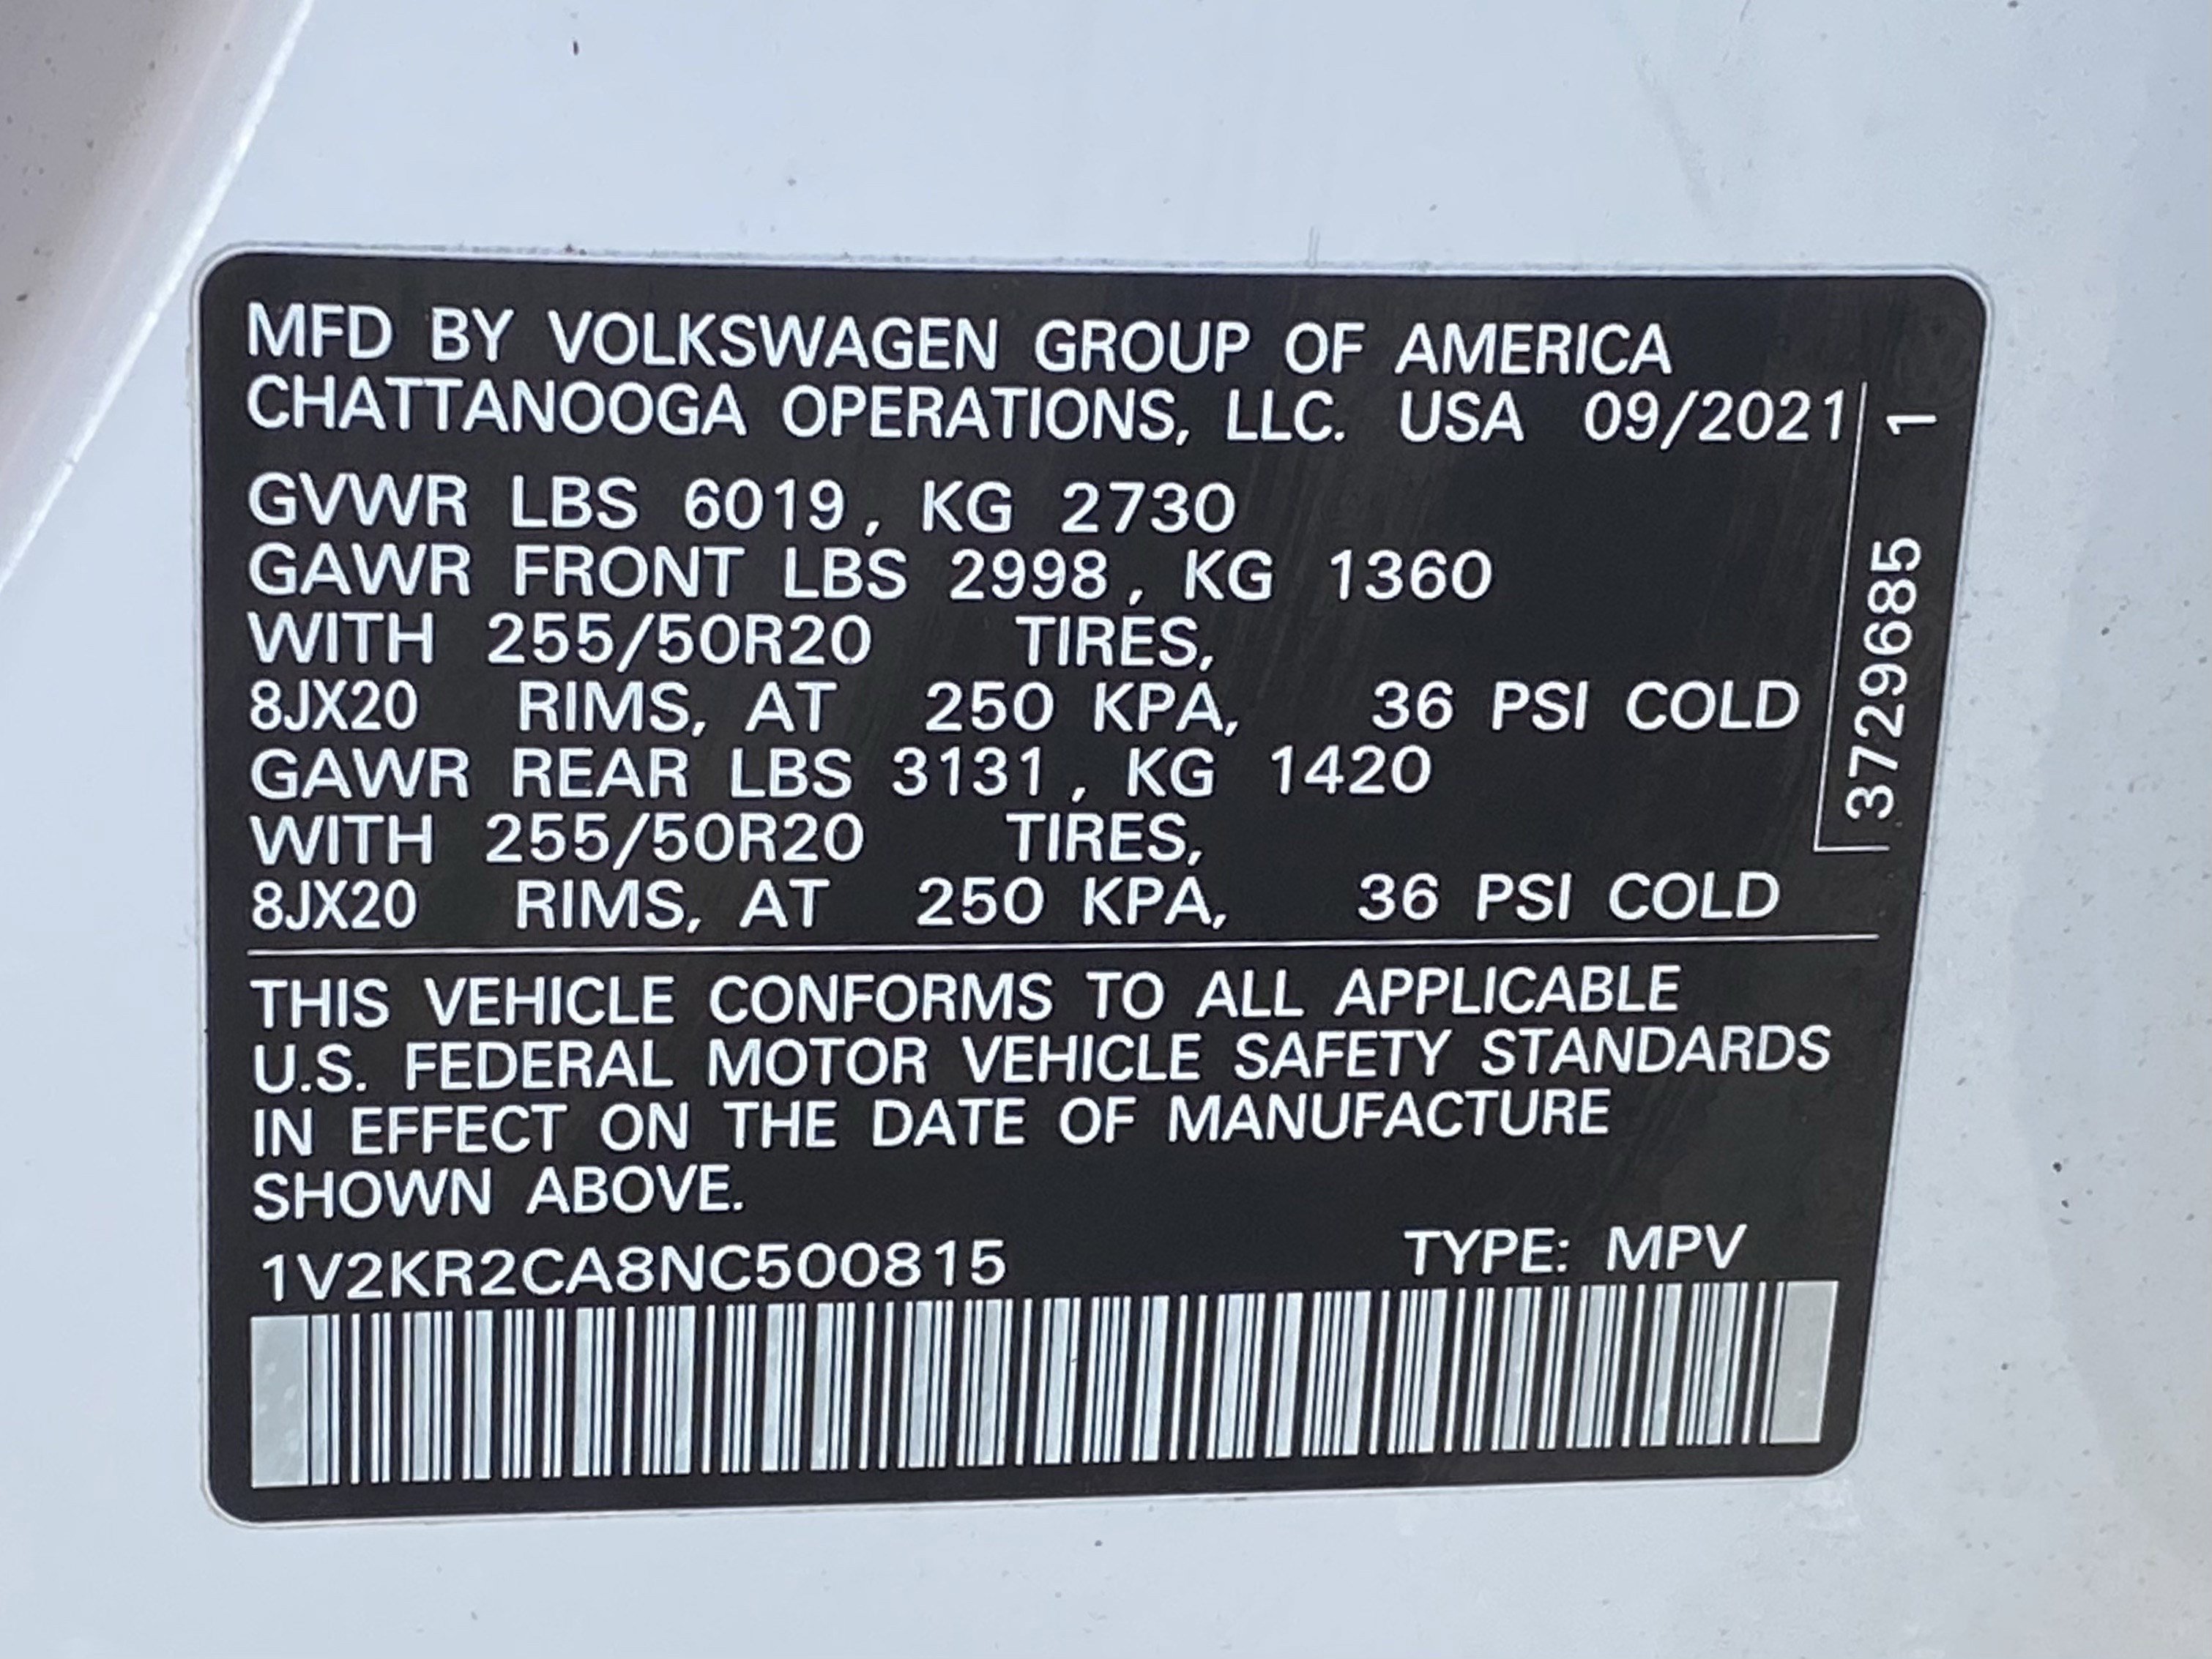 MFD BY VOLKSWAGEN GROUP OF AMERICA
CHATTANOOGA OPERATIONS, LLC. USA 09/2021
GVWR LBS 6019, KG 2730
GAWR FRONT LBS 2998, KG 1360
WITH 255/50R20 TIRES,
8JX20 RIMS, AT 250 KPA, 36 PSI COLD
GAWR REAR LBS 3131, KG 1420
WITH 255/50R20 TIRES,
8JX20 RIMS, AT 250 KPA, 36 PSI COLD
3729685 1
THIS VEHICLE CONFORMS TO ALL APPLICABLE
U.S. FEDERAL MOTOR VEHICLE SAFETY STANDARDS
IN EFFECT ON THE DATE OF MANUFACTURE
SHOWN ABOVE.
1V2KR2CA8NC500815 TYPE: MPV